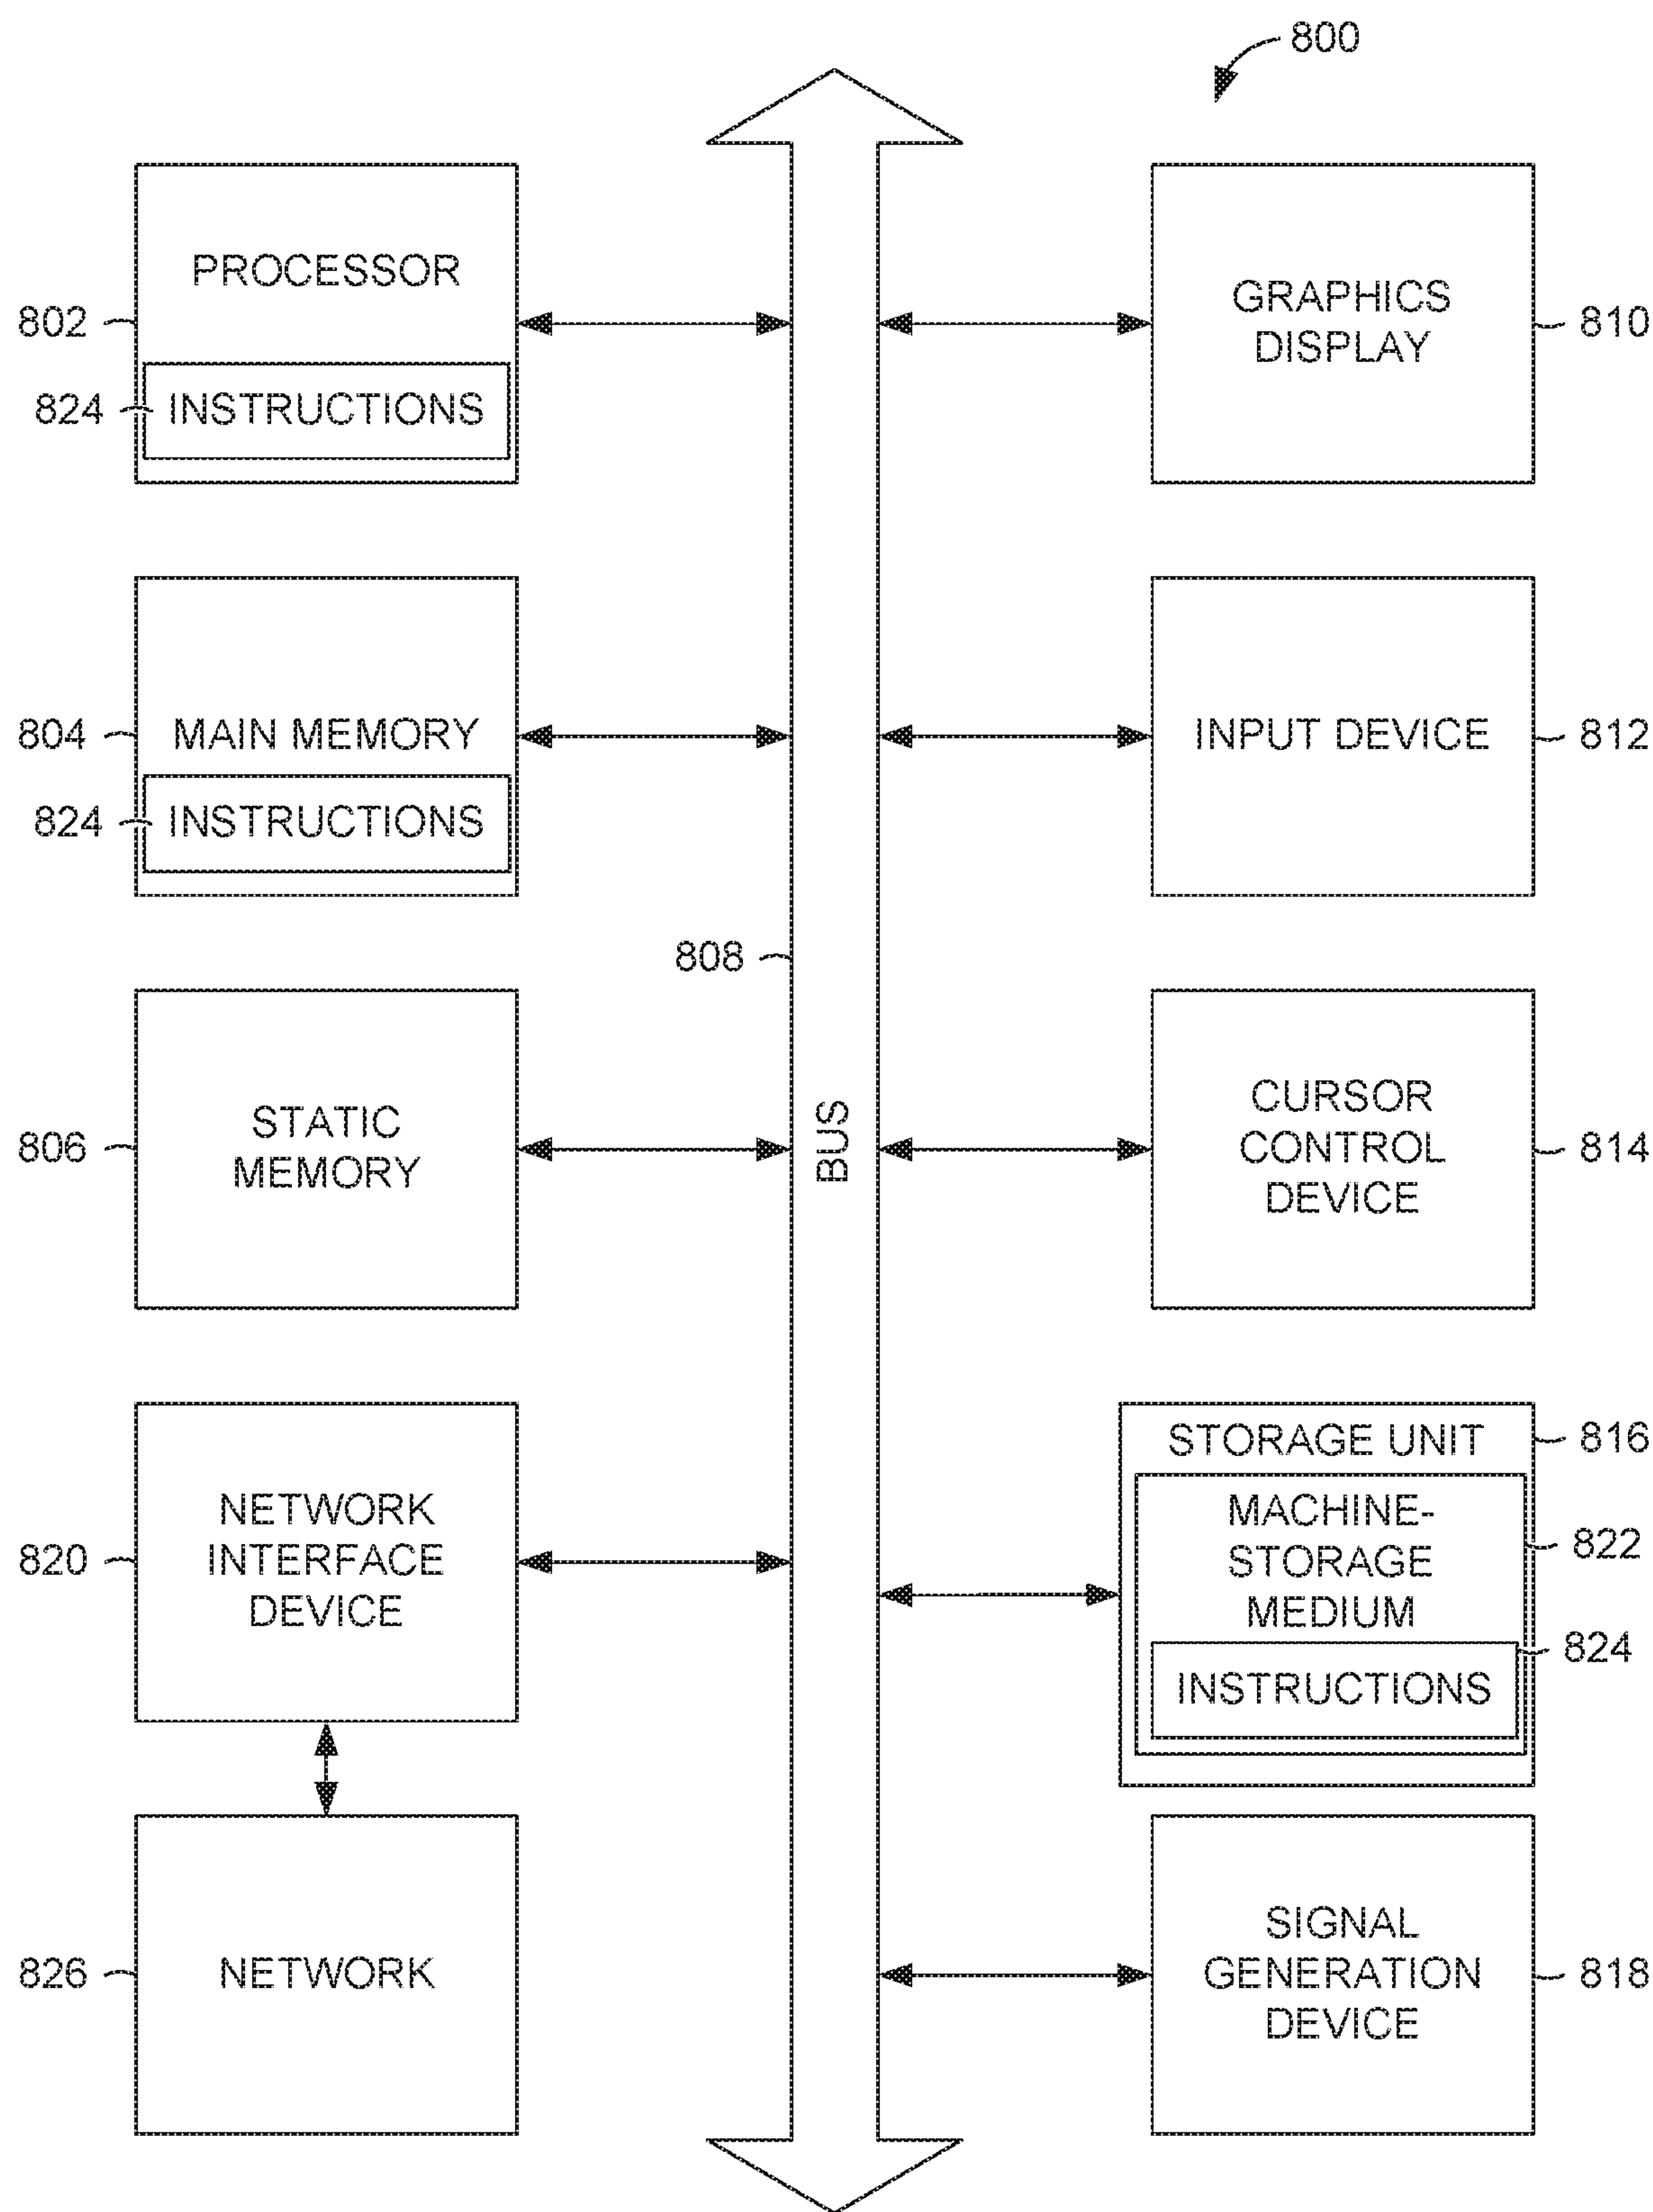 800
PROCESSOR
802
824
INSTRUCTIONS
GRAPHICS
DISPLAY
810
804
MAIN MEMORY
824
INSTRUCTIONS
INPUT DEVICE
812
808
BUS
806
STATIC
MEMORY
CURSOR
CONTROL
DEVICE
814
820
NETWORK
INTERFACE
DEVICE
STORAGE UNIT
816
MACHINE-
STORAGE
MEDIUM
822
824
INSTRUCTIONS
826
NETWORK
SIGNAL
GENERATION
DEVICE
818